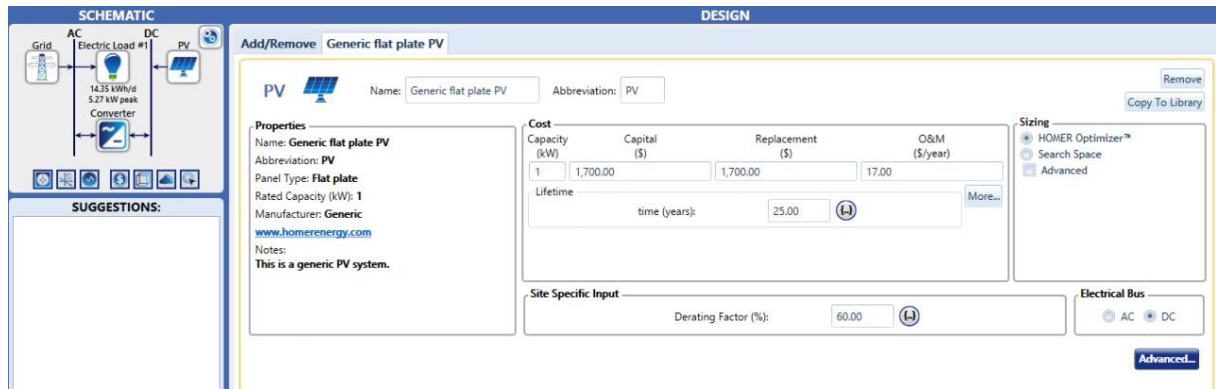 SCHEMATIC
DESIGN
AC DC
Grid Electric Load #1 PV
14.35 kWh/d
5.27 kW peak
Converter
SUGGESTIONS:
Add/Remove Generic flat plate PV
PV Name: Generic flat plate PV Abbreviation: PV
Remove
Copy To Library
Properties
Name: Generic flat plate PV
Abbreviation: PV
Panel Type: Flat plate
Rated Capacity (kW): 1
Manufacturer: Generic
www.homerenergy.com
Notes:
This is a generic PV system.
Cost
Capacity Capital Replacement O&M
(kW) ($) ($) ($/year)
1 1,700.00 1,700.00 17.00
Lifetime More...
time (years): 25.00 {..}
Sizing
HOMER Optimizer™
Search Space
Advanced
Site Specific Input
Derating Factor (%): 60.00 {..}
Electrical Bus
AC DC
Advanced...